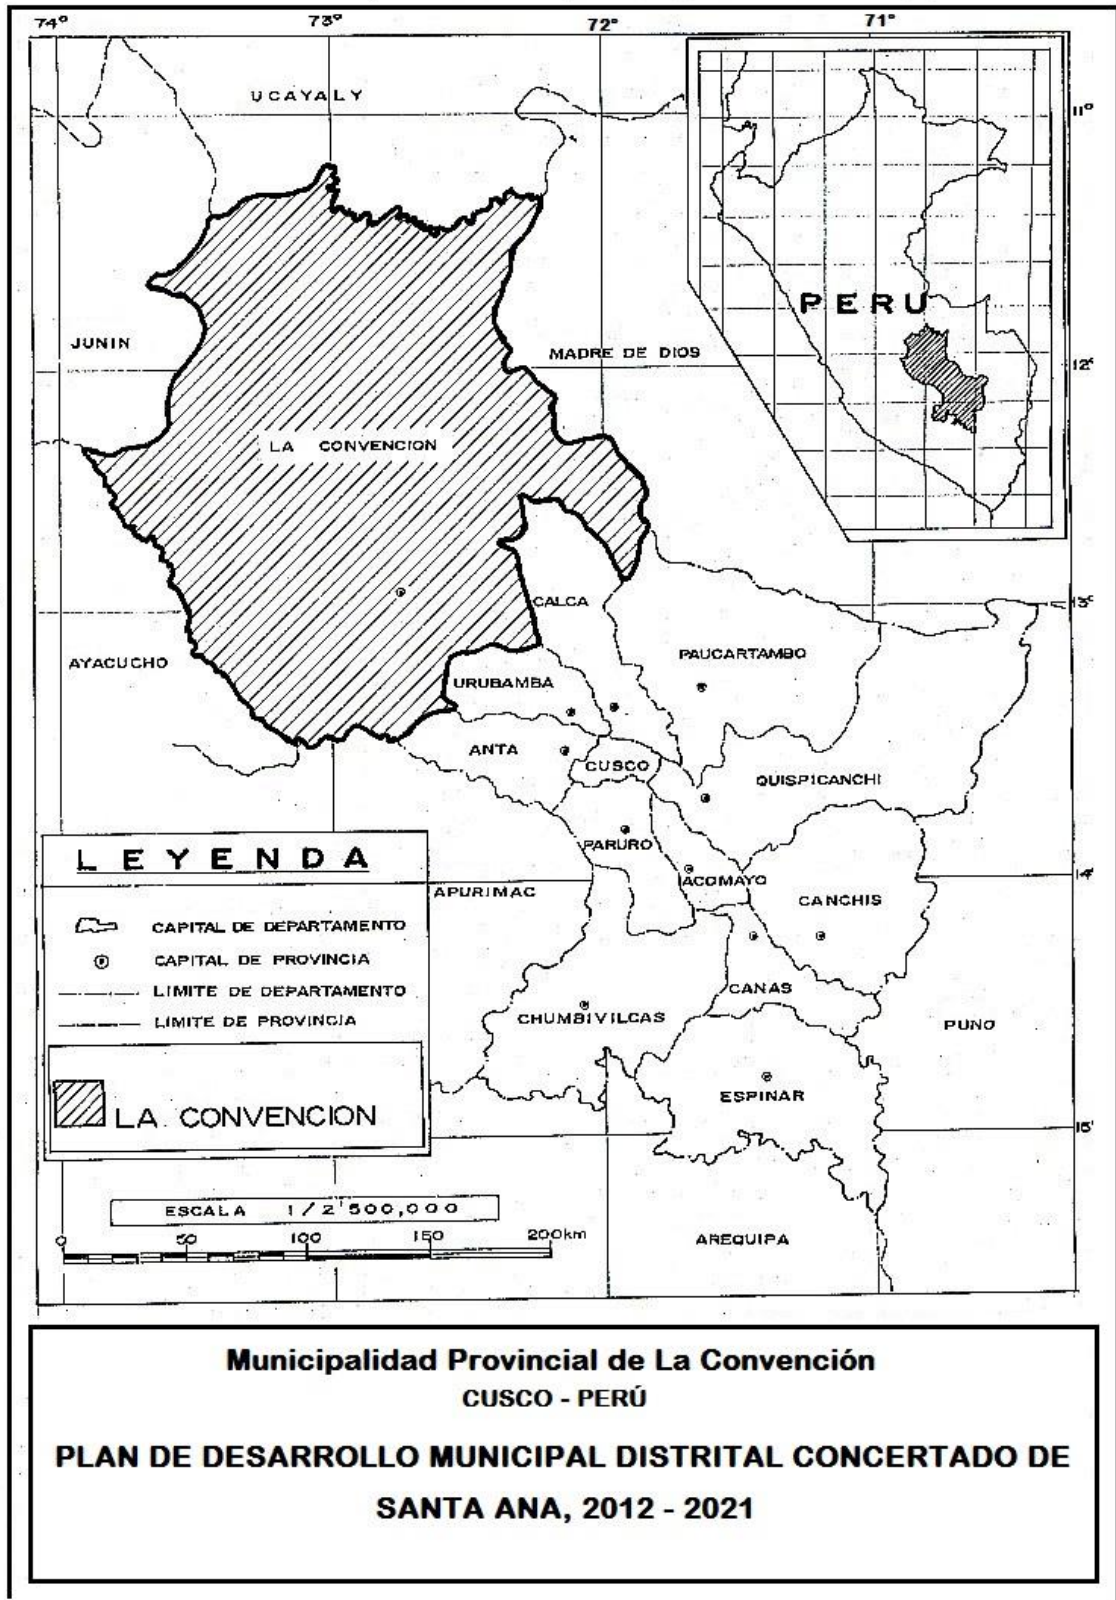 74° 73° 72° 71°
UCAYALY
11°
PERU
JUNIN
MADRE DE DIOS
12°
LA CONVENCION
CALCA
13°
AYACUCHO
PAUCARTAMBO
URUBAMBA
ANTA
CUSCO
QUISPICANCHI
PARURO
LEYENDA
ACOMAYO
14°
APURIMAC
CANCHIS
CAPITAL DE DEPARTAMENTO
CAPITAL DE PROVINCIA
LIMITE DE DEPARTAMENTO
LIMITE DE PROVINCIA
CANAS
CHUMBIVILCAS
PUNO
ESPINAR
LA CONVENCION
15°
ESCALA 1/2'500,000
0 50 100 150 200km
AREQUIPA
Municipalidad Provincial de La Convención
CUSCO - PERÚ
PLAN DE DESARROLLO MUNICIPAL DISTRITAL CONCERTADO DE
SANTA ANA, 2012 - 2021